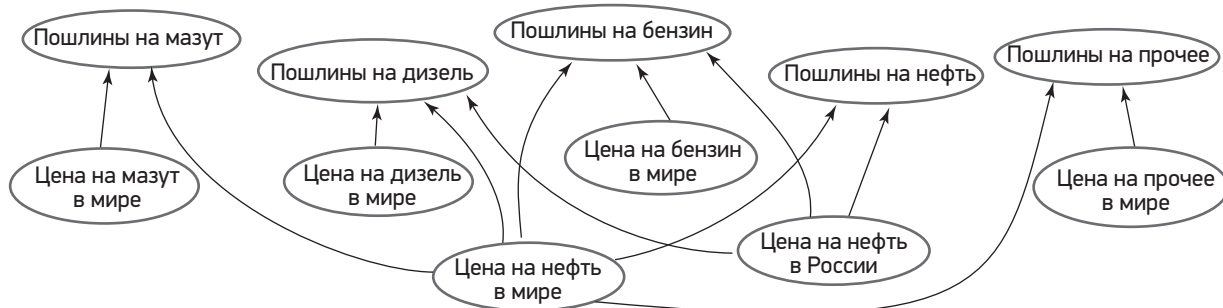 Пошлины на мазут
Пошлины на дизель
Пошлины на бензин
Пошлины на нефть
Пошлины на прочее
Цена на мазут
в мире
Цена на дизель
в мире
Цена на бензин
в мире
Цена на прочее
в мире
Цена на нефть
в мире
Цена на нефть
в России